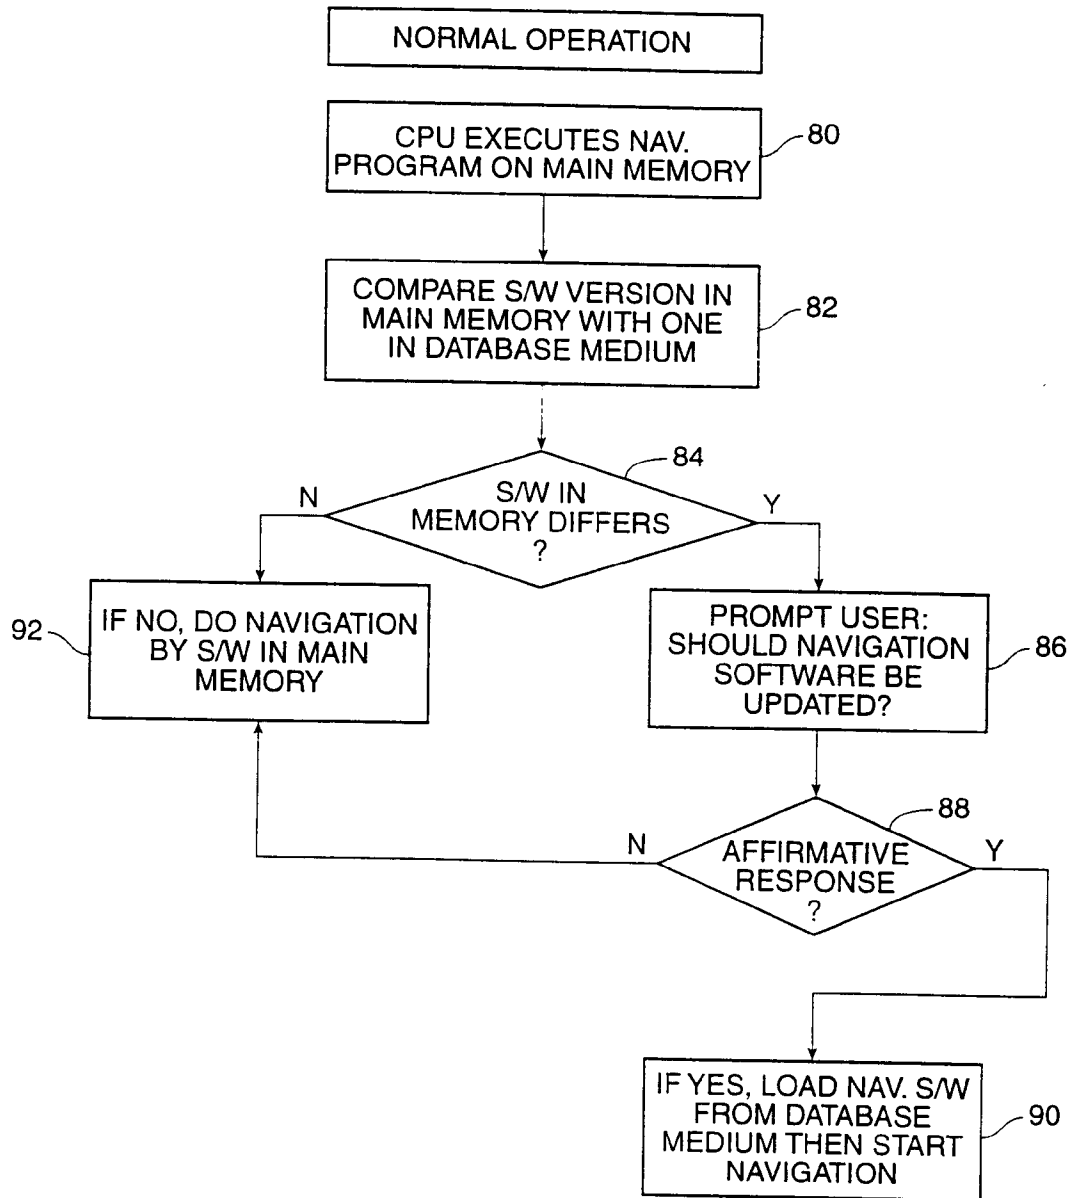 NORMAL OPERATION
CPU EXECUTES NAV.
PROGRAM ON MAIN MEMORY
80
COMPARE S/W VERSION IN
MAIN MEMORY WITH ONE
IN DATABASE MEDIUM
82
84
N
S/W IN
MEMORY DIFFERS
?
Y
92
IF NO, DO NAVIGATION
BY S/W IN MAIN
MEMORY
PROMPT USER:
SHOULD NAVIGATION
SOFTWARE BE
UPDATED?
86
88
N
AFFIRMATIVE
RESPONSE
?
Y
IF YES, LOAD NAV. S/W
FROM DATABASE
MEDIUM THEN START
NAVIGATION
90